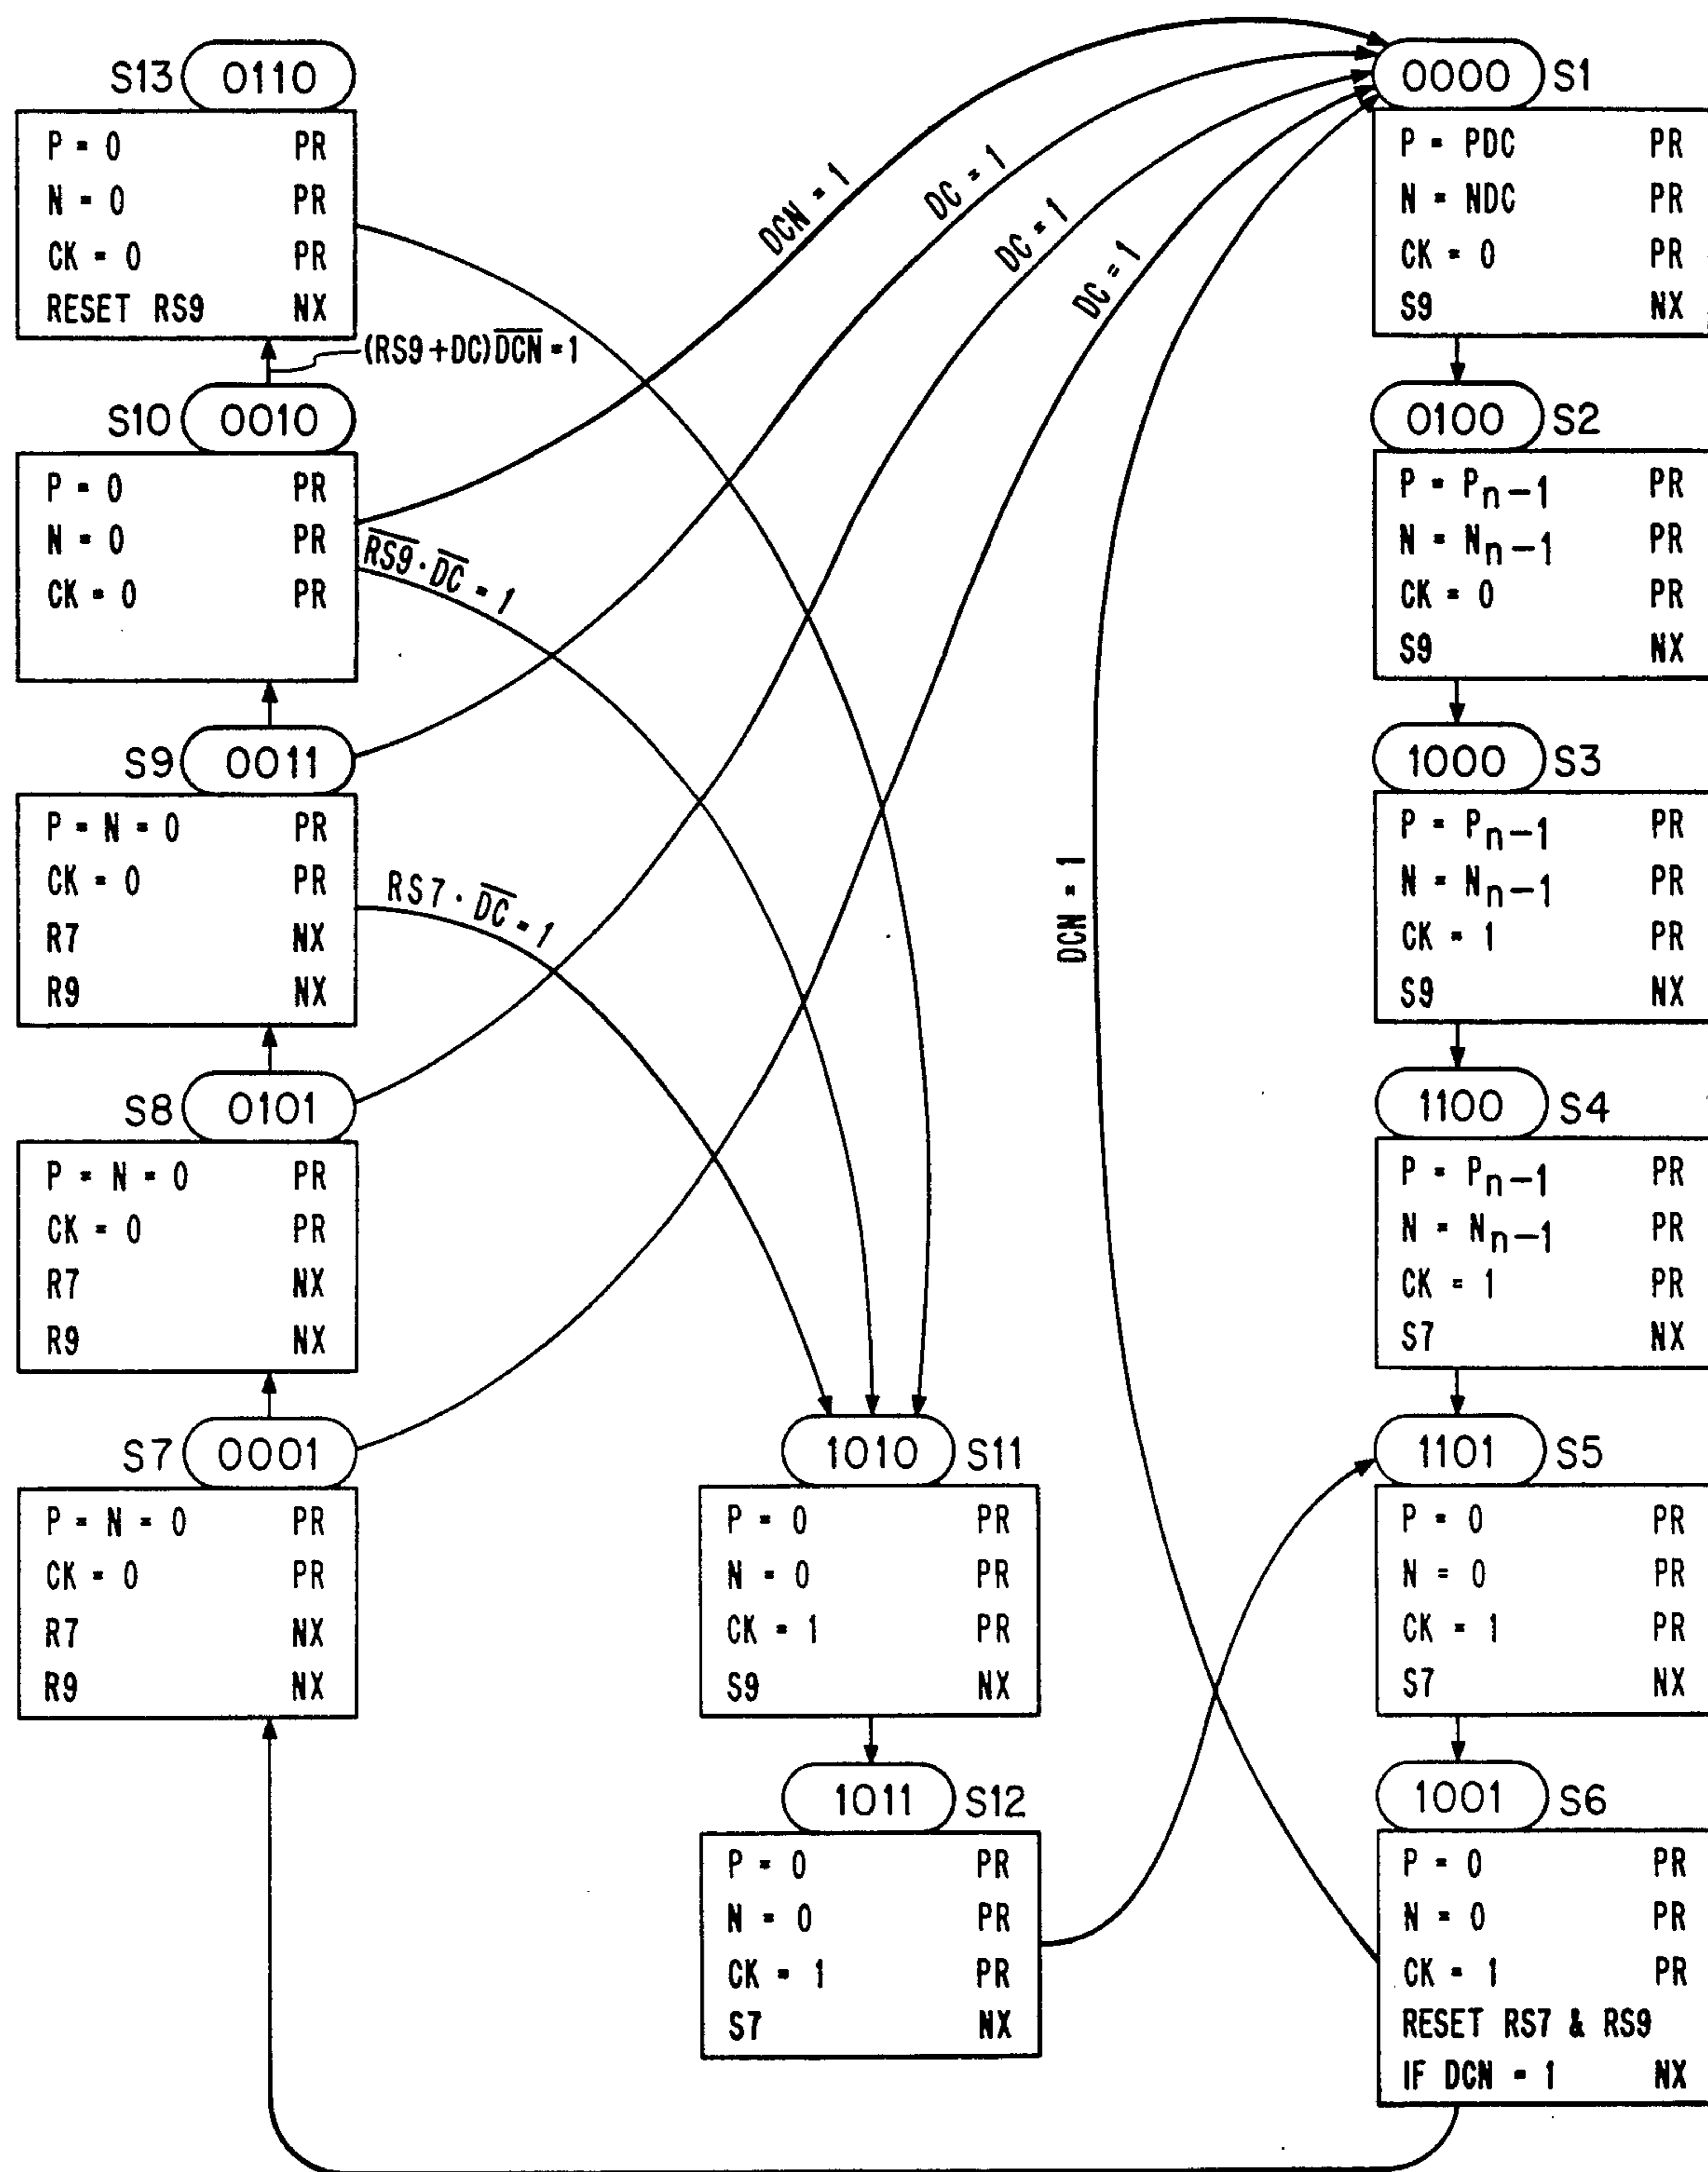 S13 0110
P = 0 PR
N = 0 PR
CK = 0 PR
RESET RS9 NX
(RS9+DC)D̅C̅N̅=1
S10 0010
P = 0 PR
N = 0 PR
CK = 0 PR
DCN = 1
R̅S̅9̅·D̅C̅ = 1
S9 0011
P = N = 0 PR
CK = 0 PR
R7 NX
R9 NX
DC = 1
RS7·D̅C̅ = 1
S8 0101
P = N = 0 PR
CK = 0 PR
R7 NX
R9 NX
DC = 1
S7 0001
P = N = 0 PR
CK = 0 PR
R7 NX
R9 NX
DC = 1
1010 S11
P = 0 PR
N = 0 PR
CK = 1 PR
S9 NX
1011 S12
P = 0 PR
N = 0 PR
CK = 1 PR
S7 NX
0000 S1
P = PDC PR
N = NDC PR
CK = 0 PR
S9 NX
0100 S2
P = Pn-1 PR
N = Nn-1 PR
CK = 0 PR
S9 NX
1000 S3
P = Pn-1 PR
N = Nn-1 PR
CK = 1 PR
S9 NX
1100 S4
P = Pn-1 PR
N = Nn-1 PR
CK = 1 PR
S7 NX
1101 S5
P = 0 PR
N = 0 PR
CK = 1 PR
S7 NX
1001 S6
P = 0 PR
N = 0 PR
CK = 1 PR
RESET RS7 & RS9
IF DCN = 1 NX
DCN = 1